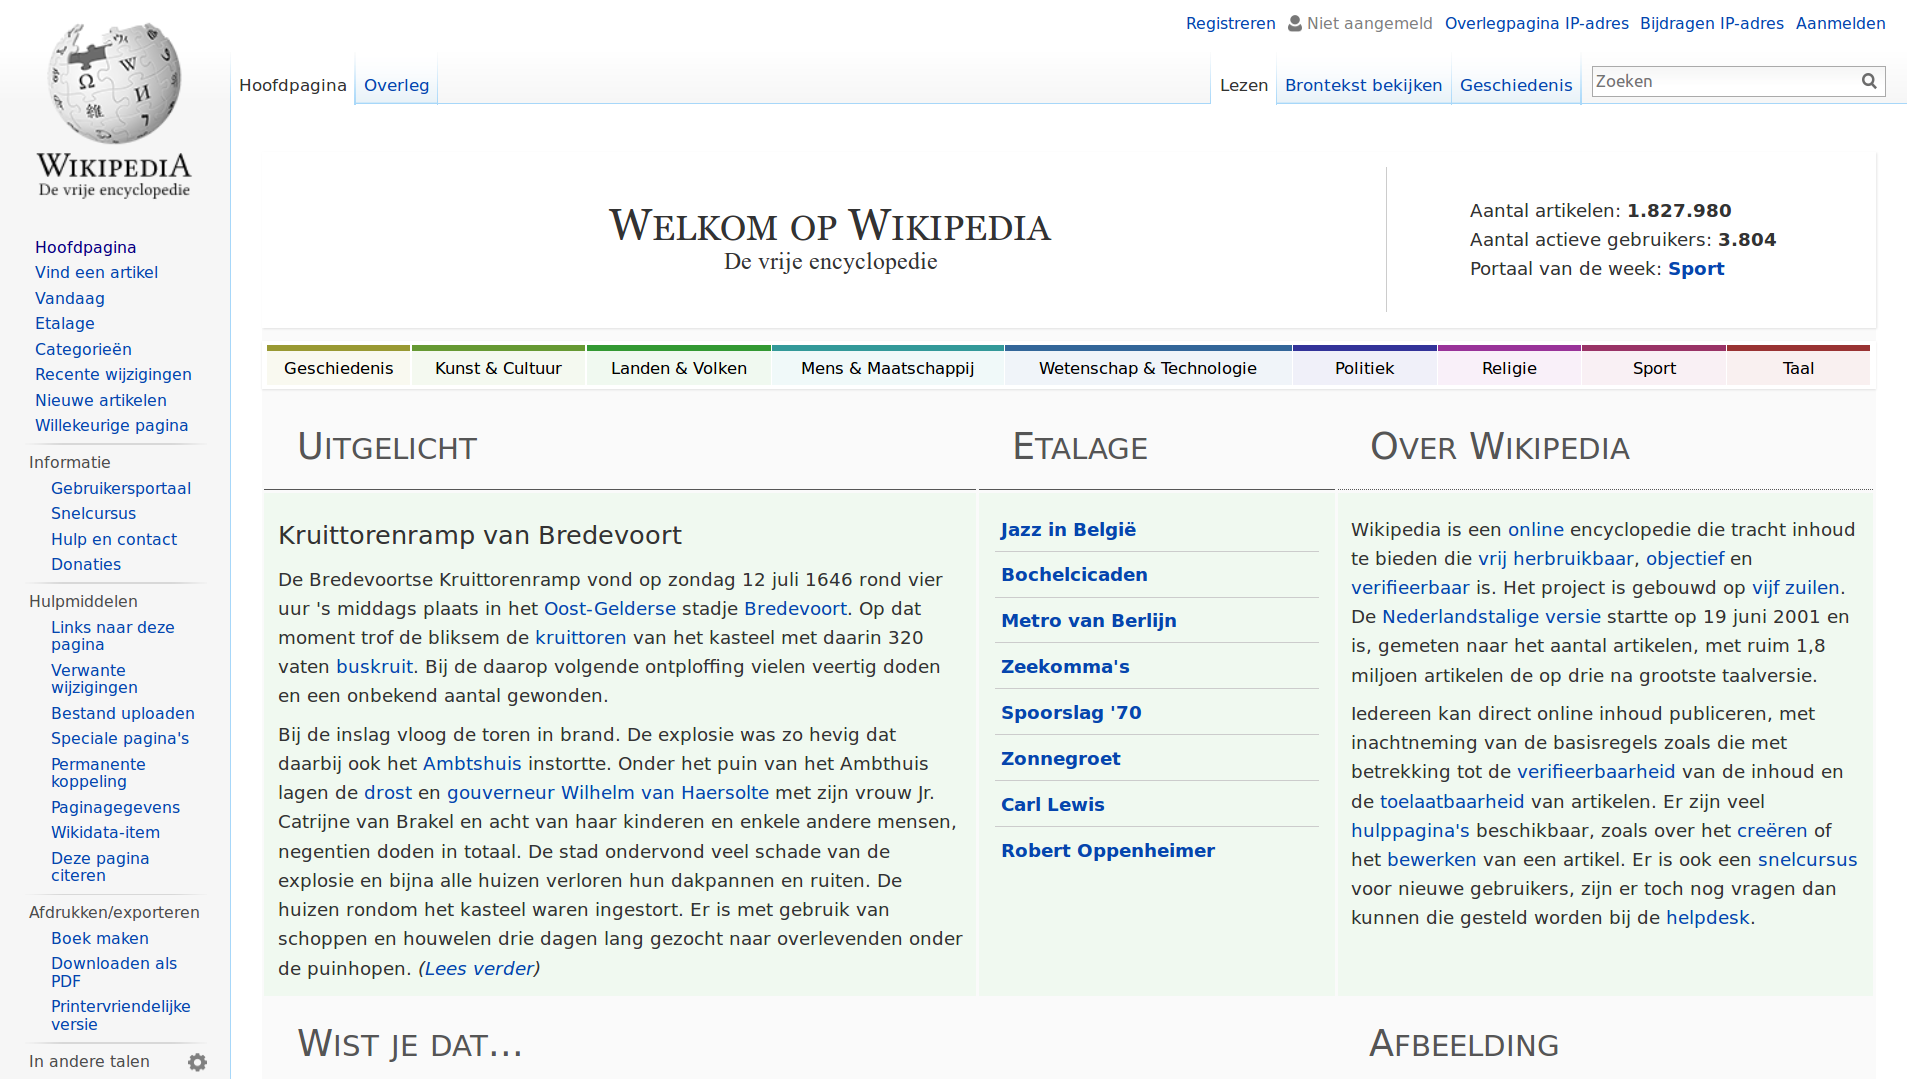 Registreren Niet aangemeld Overlegpagina IP-adres Bijdragen IP-adres Aanmelden
Hoofdpagina Overleg Lezen Brontekst bekijken Geschiedenis Zoeken
WIKIPEDIA
De vrije encyclopedie
Hoofdpagina
Vind een artikel
Vandaag
Etalage
Categorieën
Recente wijzigingen
Nieuwe artikelen
Willekeurige pagina
Informatie
Gebruikersportaal
Snelcursus
Hulp en contact
Donaties
Hulpmiddelen
Links naar deze
pagina
Verwante
wijzigingen
Bestand uploaden
Speciale pagina's
Permanente
koppeling
Paginagegevens
Wikidata-item
Deze pagina
citeren
Afdrukken/exporteren
Boek maken
Downloaden als
PDF
Printervriendelijke
versie
In andere talen
Welkom op Wikipedia
De vrije encyclopedie
Aantal artikelen: 1.827.980
Aantal actieve gebruikers: 3.804
Portaal van de week: Sport
Geschiedenis Kunst & Cultuur Landen & Volken Mens & Maatschappij Wetenschap & Technologie Politiek Religie Sport Taal
Uitgelicht
Kruittorenramp van Bredevoort
De Bredevoortse Kruittorenramp vond op zondag 12 juli 1646 rond vier
uur 's middags plaats in het Oost-Gelderse stadje Bredevoort. Op dat
moment trof de bliksem de kruittoren van het kasteel met daarin 320
vaten buskruit. Bij de daarop volgende ontploffing vielen veertig doden
en een onbekend aantal gewonden.
Bij de inslag vloog de toren in brand. De explosie was zo hevig dat
daarbij ook het Ambtshuis instortte. Onder het puin van het Ambthuis
lagen de drost en gouverneur Wilhelm van Haersolte met zijn vrouw Jr.
Catrijne van Brakel en acht van haar kinderen en enkele andere mensen,
negentien doden in totaal. De stad ondervond veel schade van de
explosie en bijna alle huizen verloren hun dakpannen en ruiten. De
huizen rondom het kasteel waren ingestort. Er is met gebruik van
schoppen en houwelen drie dagen lang gezocht naar overlevenden onder
de puinhopen. (Lees verder)
Etalage
Jazz in België
Bochelcicaden
Metro van Berlijn
Zeekomma's
Spoorslag '70
Zonnegroet
Carl Lewis
Robert Oppenheimer
Over Wikipedia
Wikipedia is een online encyclopedie die tracht inhoud
te bieden die vrij herbruikbaar, objectief en
verifieerbaar is. Het project is gebouwd op vijf zuilen.
De Nederlandstalige versie startte op 19 juni 2001 en
is, gemeten naar het aantal artikelen, met ruim 1,8
miljoen artikelen de op drie na grootste taalversie.
Iedereen kan direct online inhoud publiceren, met
inachtneming van de basisregels zoals die met
betrekking tot de verifieerbaarheid van de inhoud en
de toelaatbaarheid van artikelen. Er zijn veel
hulppagina's beschikbaar, zoals over het creëren of
het bewerken van een artikel. Er is ook een snelcursus
voor nieuwe gebruikers, zijn er toch nog vragen dan
kunnen die gesteld worden bij de helpdesk.
Wist je dat...
Afbeelding